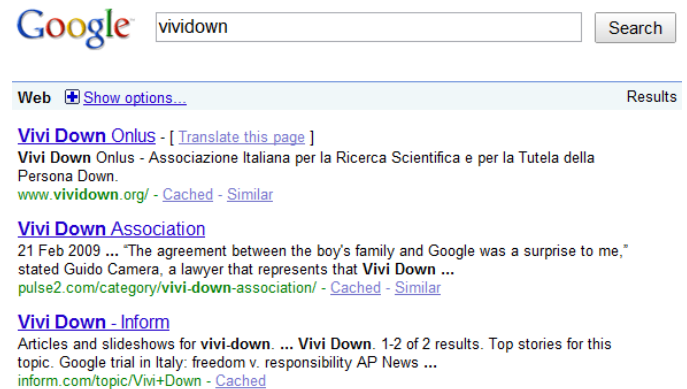 Google vividown Search
Web Show options... Results
Vivi Down Onlus - [ Translate this page ]
Vivi Down Onlus - Associazione Italiana per la Ricerca Scientifica e per la Tutela della
Persona Down.
www.vividown.org/ - Cached - Similar
Vivi Down Association
21 Feb 2009 ... “The agreement between the boy's family and Google was a surprise to me,”
stated Guido Camera, a lawyer that represents that Vivi Down ...
pulse2.com/category/vivi-down-association/ - Cached - Similar
Vivi Down - Inform
Articles and slideshows for vivi-down. ... Vivi Down. 1-2 of 2 results. Top stories for this
topic. Google trial in Italy: freedom v. responsibility AP News ...
inform.com/topic/Vivi+Down - Cached